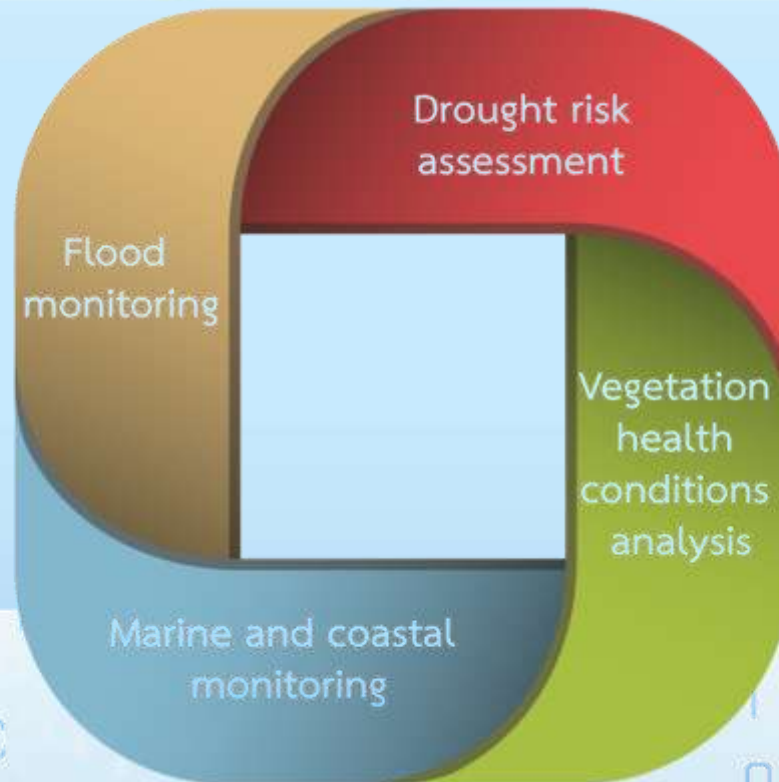 Drought risk
assessment
Flood
monitoring
Vegetation
health
conditions
analysis
Marine and coastal
monitoring